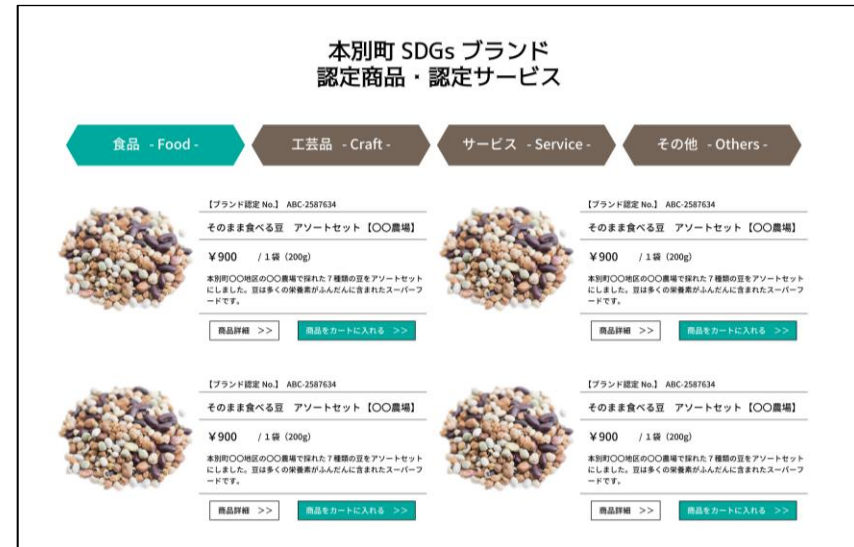 本別町 SDGs ブランド
認定商品・認定サービス
食品 - Food -
工芸品 - Craft -
サービス - Service -
その他 - Others -
【ブランド認定 No.】 ABC-2587634
そのまま食べる豆 アソートセット【〇〇農場】
￥900 / 1袋（200g）
本別町〇〇地区の〇〇農場で採れた７種類の豆をアソートセット
にしました。豆は多くの栄養素がふんだんに含まれたスーパーフ
ードです。
商品詳細 >>
商品をカートに入れる >>
【ブランド認定 No.】 ABC-2587634
そのまま食べる豆 アソートセット【〇〇農場】
￥900 / 1袋（200g）
本別町〇〇地区の〇〇農場で採れた７種類の豆をアソートセット
にしました。豆は多くの栄養素がふんだんに含まれたスーパーフ
ードです。
商品詳細 >>
商品をカートに入れる >>
【ブランド認定 No.】 ABC-2587634
そのまま食べる豆 アソートセット【〇〇農場】
￥900 / 1袋（200g）
本別町〇〇地区の〇〇農場で採れた７種類の豆をアソートセット
にしました。豆は多くの栄養素がふんだんに含まれたスーパーフ
ードです。
商品詳細 >>
商品をカートに入れる >>
【ブランド認定 No.】 ABC-2587634
そのまま食べる豆 アソートセット【〇〇農場】
￥900 / 1袋（200g）
本別町〇〇地区の〇〇農場で採れた７種類の豆をアソートセット
にしました。豆は多くの栄養素がふんだんに含まれたスーパーフ
ードです。
商品詳細 >>
商品をカートに入れる >>